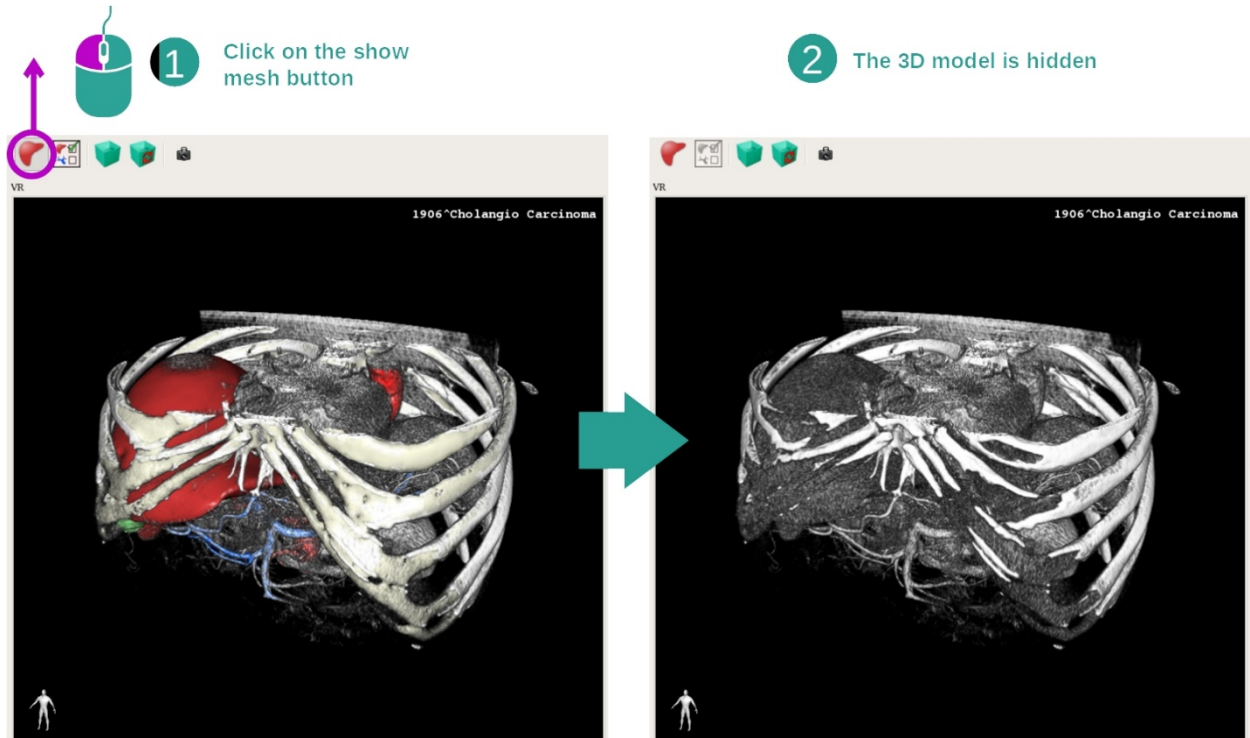 1
Click on the show
mesh button
2
The 3D model is hidden
VR
1906^Cholangio Carcinoma
VR
1906^Cholangio Carcinoma